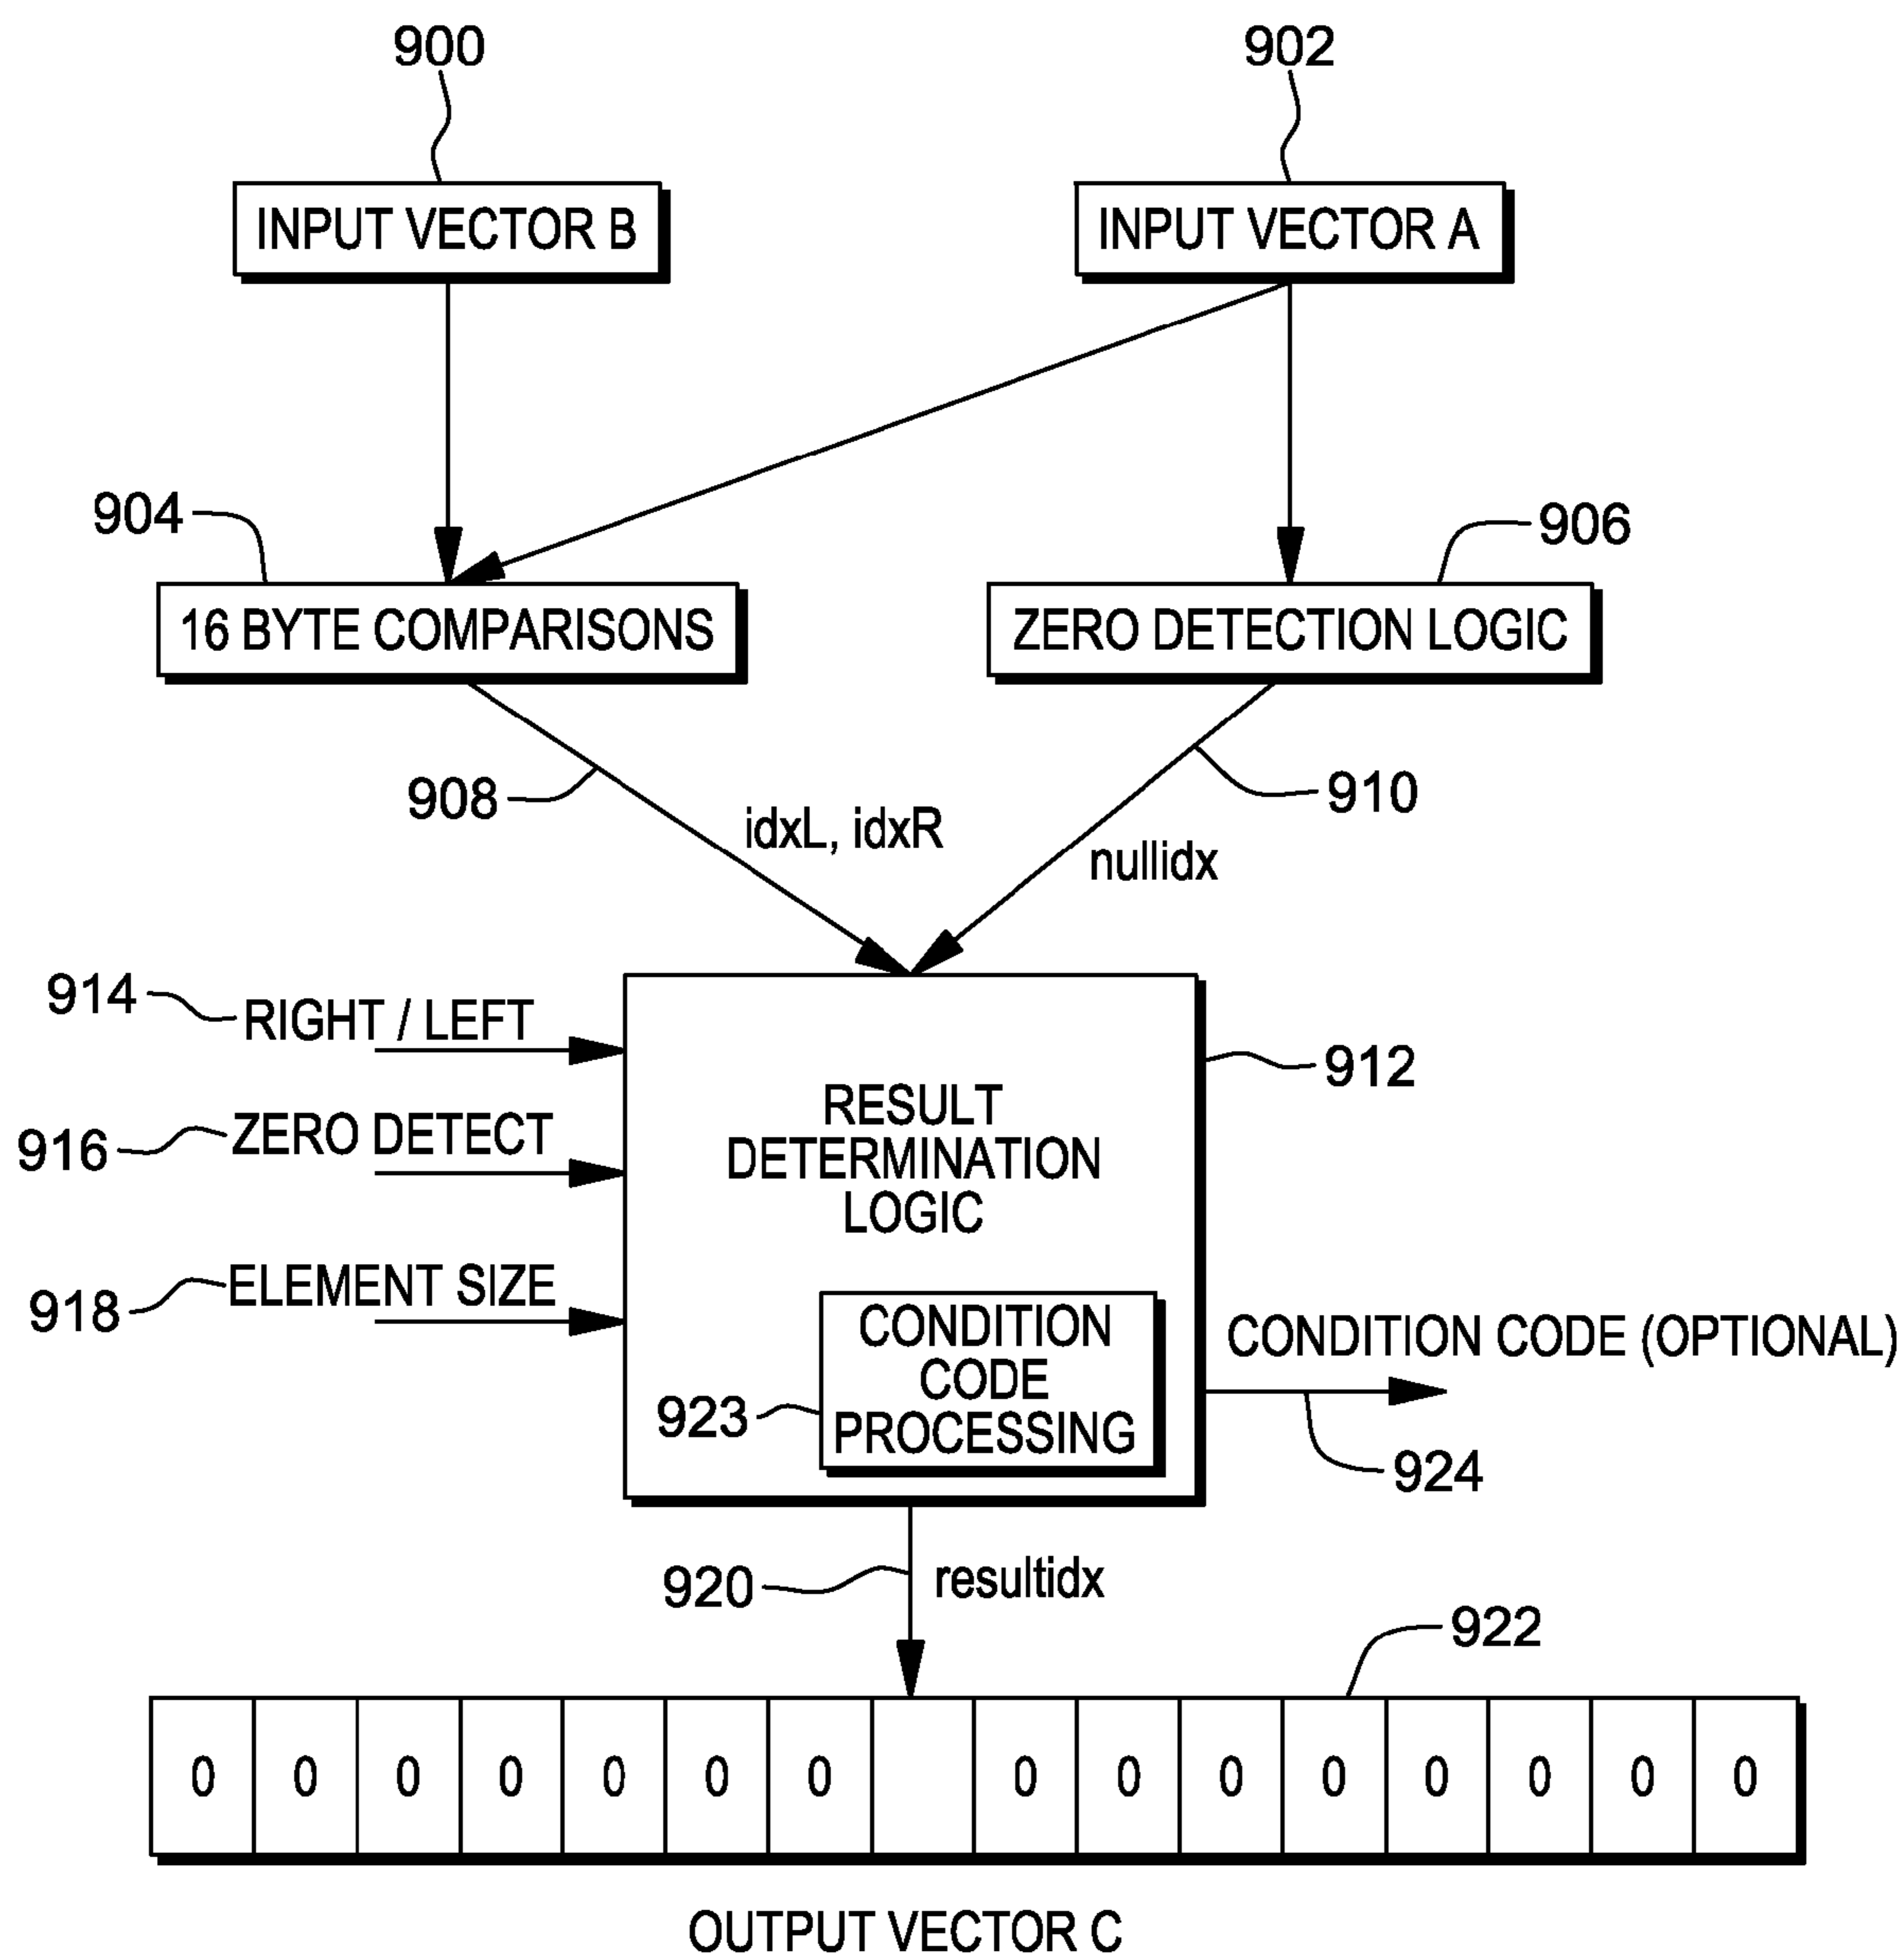 900
902
INPUT VECTOR B
INPUT VECTOR A
904
906
16 BYTE COMPARISONS
ZERO DETECTION LOGIC
908
910
idxL, idxR
nullidx
914
RIGHT / LEFT
912
916
ZERO DETECT
RESULT
DETERMINATION
LOGIC
918
ELEMENT SIZE
CONDITION
CODE
PROCESSING
923
CONDITION CODE (OPTIONAL)
924
920
resultidx
922
0 0 0 0 0 0 0 0 0 0 0 0 0 0 0
OUTPUT VECTOR C